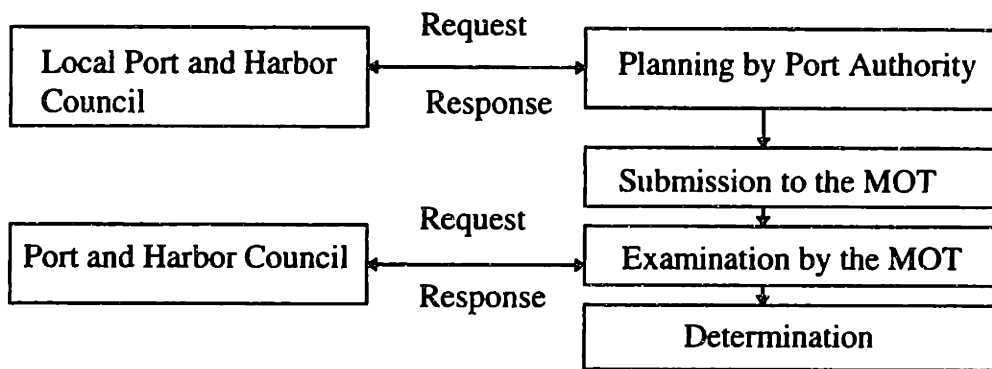 Request
Local Port and Harbor
Council
Planning by Port Authority
Response
Submission to the MOT
Request
Port and Harbor Council
Examination by the MOT
Response
Determination